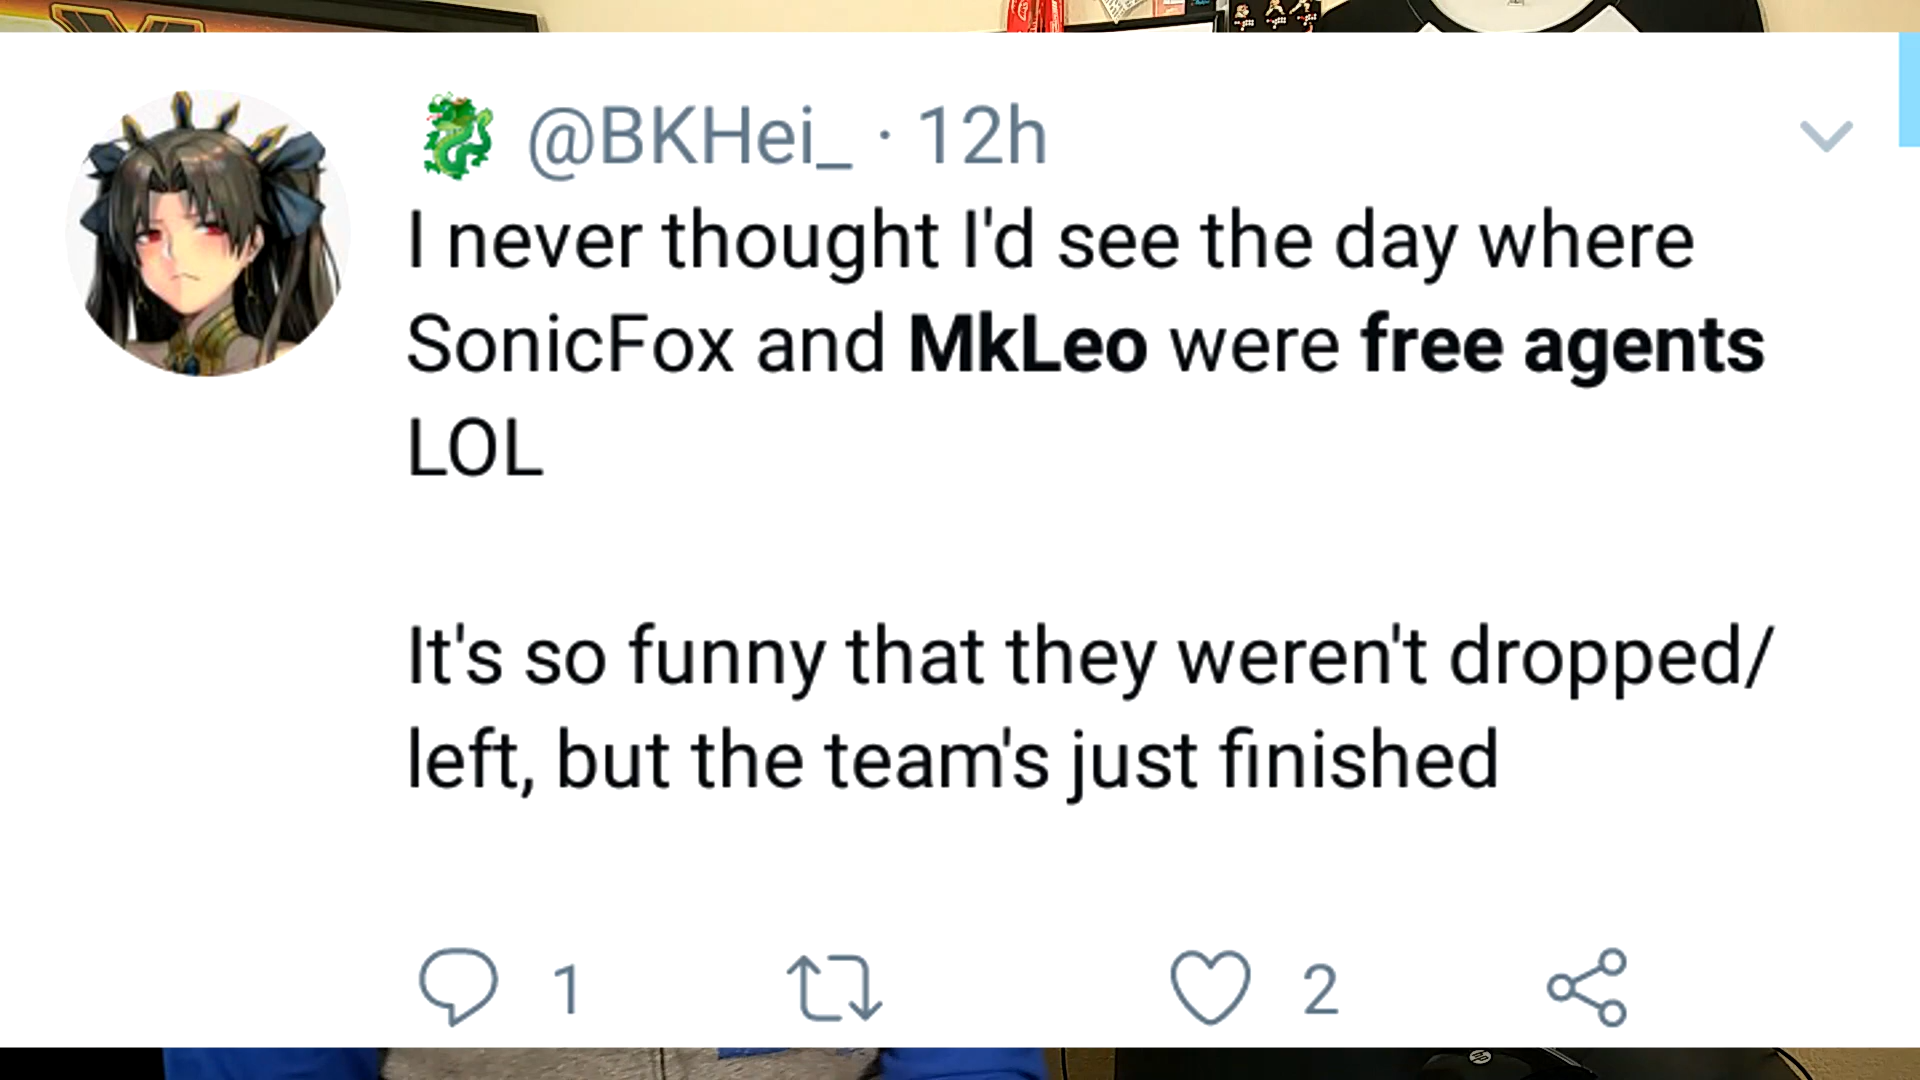 @BKHei_ · 12h
I never thought I'd see the day where
SonicFox and MkLeo were free agents
LOL
It's so funny that they weren't dropped/
left, but the team's just finished
1
2